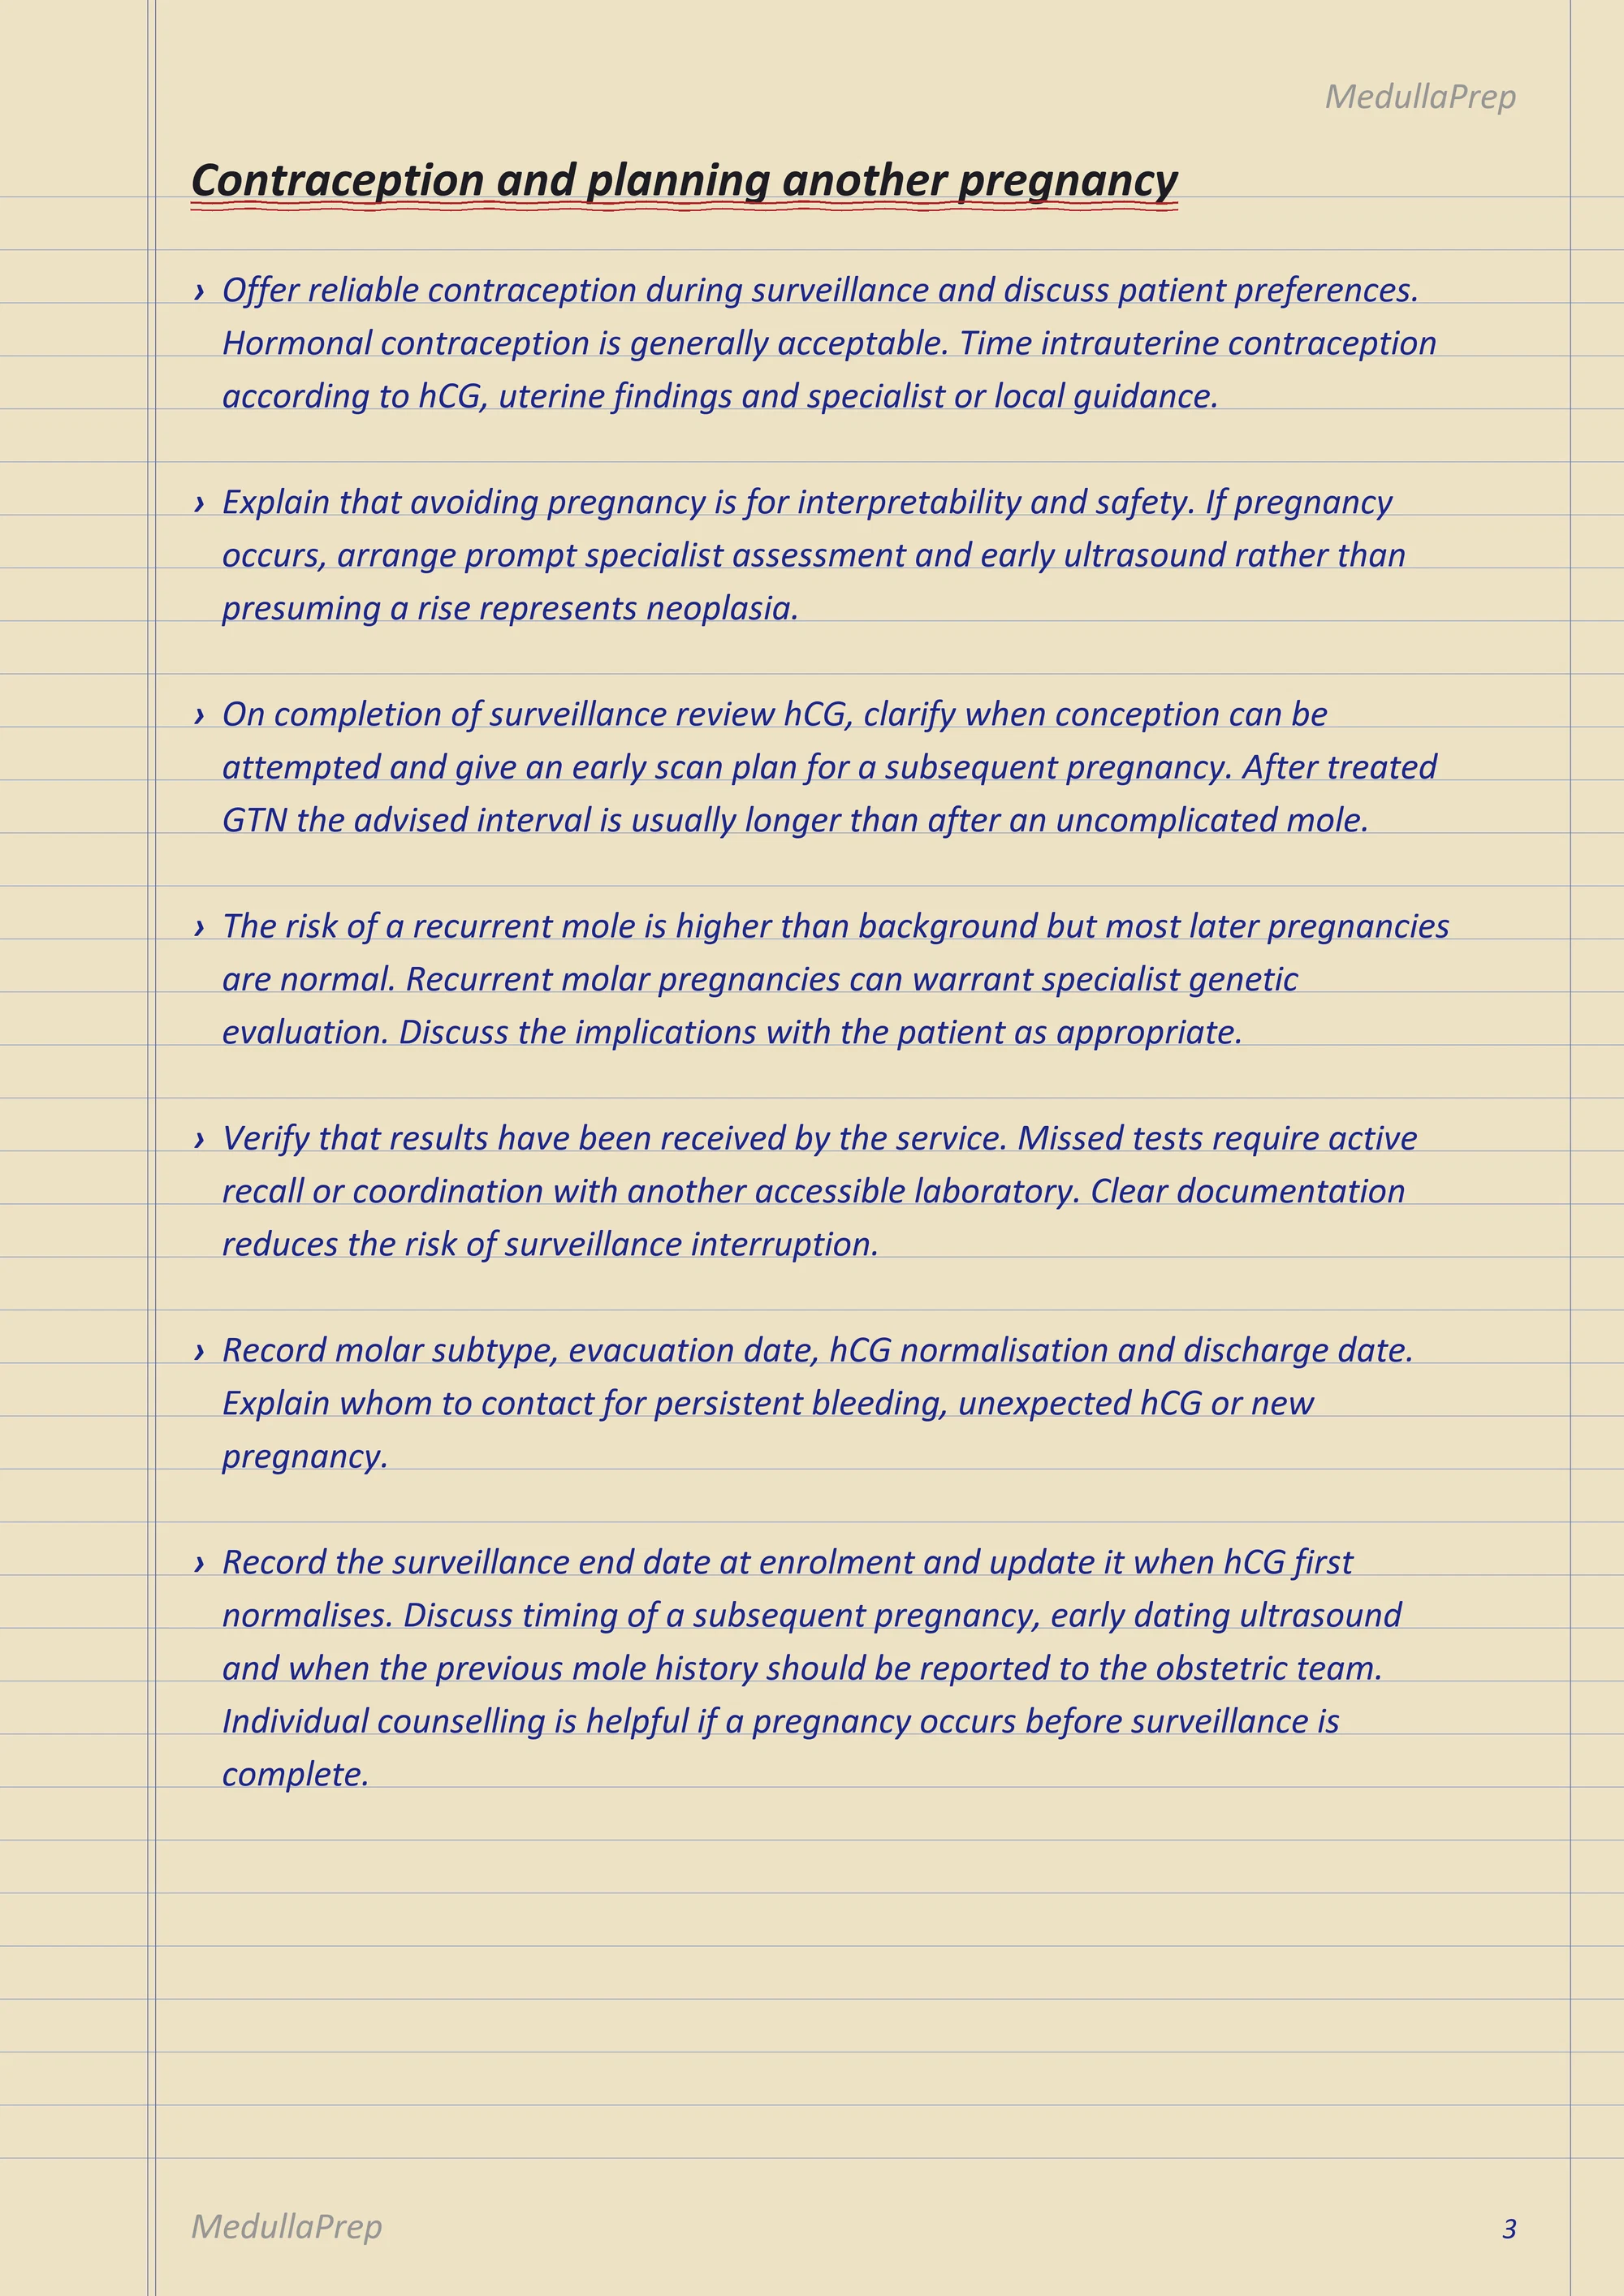 MedullaPrep
Contraception and planning another pregnancy
› Offer reliable contraception during surveillance and discuss patient preferences.
Hormonal contraception is generally acceptable. Time intrauterine contraception
according to hCG, uterine findings and specialist or local guidance.
› Explain that avoiding pregnancy is for interpretability and safety. If pregnancy
occurs, arrange prompt specialist assessment and early ultrasound rather than
presuming a rise represents neoplasia.
› On completion of surveillance review hCG, clarify when conception can be
attempted and give an early scan plan for a subsequent pregnancy. After treated
GTN the advised interval is usually longer than after an uncomplicated mole.
› The risk of a recurrent mole is higher than background but most later pregnancies
are normal. Recurrent molar pregnancies can warrant specialist genetic
evaluation. Discuss the implications with the patient as appropriate.
› Verify that results have been received by the service. Missed tests require active
recall or coordination with another accessible laboratory. Clear documentation
reduces the risk of surveillance interruption.
› Record molar subtype, evacuation date, hCG normalisation and discharge date.
Explain whom to contact for persistent bleeding, unexpected hCG or new
pregnancy.
› Record the surveillance end date at enrolment and update it when hCG first
normalises. Discuss timing of a subsequent pregnancy, early dating ultrasound
and when the previous mole history should be reported to the obstetric team.
Individual counselling is helpful if a pregnancy occurs before surveillance is
complete.
MedullaPrep
3